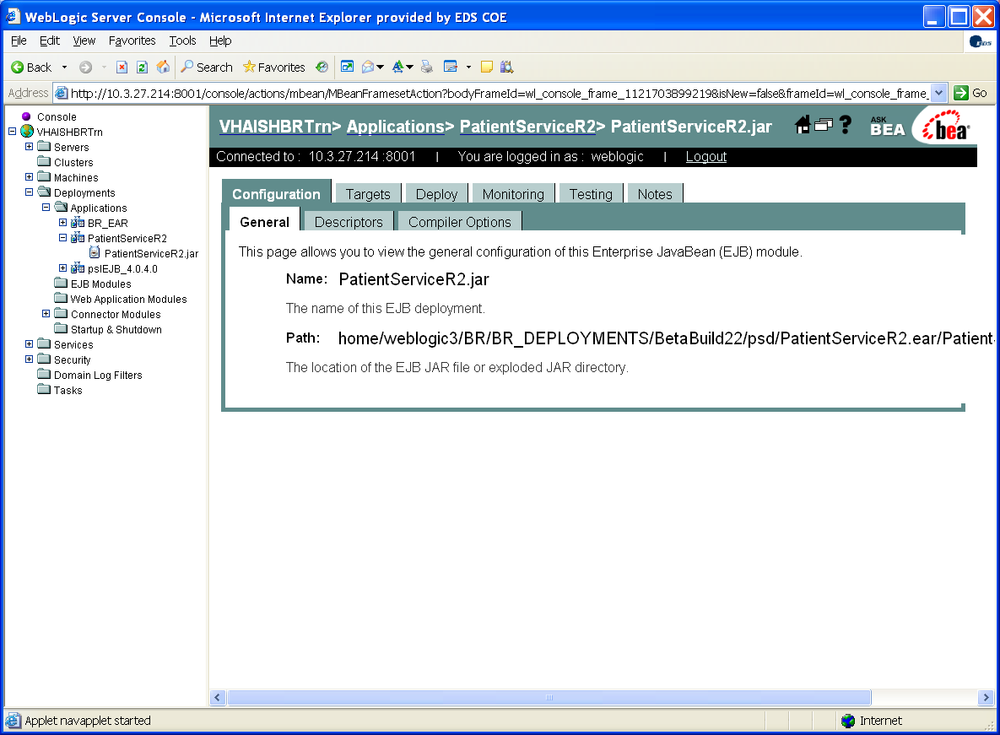 WebLogic Server Console - Microsoft Internet Explorer provided by EDS COE
File Edit View Favorites Tools Help
EDS
Back Search Favorites
Address http://10.3.27.214:8001/console/actions/mbean/MBeanFramesetAction?bodyFrameId=wl_console_frame_1121703899219&isNew=false&frameId=wl_console_frame_ Go
Console
VHAISHBRTrn
Servers
Clusters
Machines
Deployments
Applications
BR_EAR
PatientServiceR2
PatientServiceR2.jar
pslEJB_4.0.4.0
EJB Modules
Web Application Modules
Connector Modules
Startup & Shutdown
Services
Security
Domain Log Filters
Tasks
VHAISHBRTrn> Applications> PatientServiceR2> PatientServiceR2.jar
? ASK BEA bea
Connected to : 10.3.27.214 :8001 | You are logged in as : weblogic | Logout
Configuration Targets Deploy Monitoring Testing Notes
General Descriptors Compiler Options
This page allows you to view the general configuration of this Enterprise JavaBean (EJB) module.
Name: PatientServiceR2.jar
The name of this EJB deployment.
Path: home/weblogic3/BR/BR_DEPLOYMENTS/BetaBuild22/psd/PatientServiceR2.ear/Patient
The location of the EJB JAR file or exploded JAR directory.
Applet navapplet started Internet